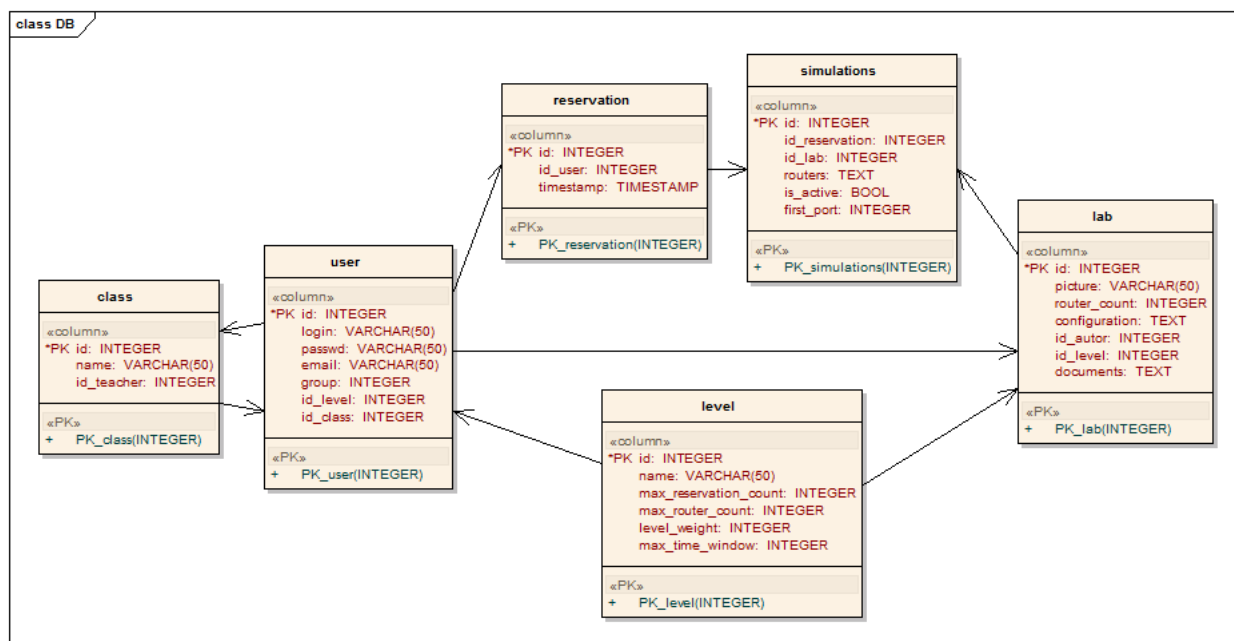 class DB
simulations
«column»
*PK id: INTEGER
id_reservation: INTEGER
id_lab: INTEGER
routers: TEXT
is_active: BOOL
first_port: INTEGER
«PK»
+ PK_simulations(INTEGER)
reservation
«column»
*PK id: INTEGER
id_user: INTEGER
timestamp: TIMESTAMP
«PK»
+ PK_reservation(INTEGER)
lab
«column»
*PK id: INTEGER
picture: VARCHAR(50)
router_count: INTEGER
configuration: TEXT
id_autor: INTEGER
id_level: INTEGER
documents: TEXT
«PK»
+ PK_lab(INTEGER)
user
«column»
*PK id: INTEGER
login: VARCHAR(50)
passwd: VARCHAR(50)
email: VARCHAR(50)
group: INTEGER
id_level: INTEGER
id_class: INTEGER
«PK»
+ PK_user(INTEGER)
class
«column»
*PK id: INTEGER
name: VARCHAR(50)
id_teacher: INTEGER
«PK»
+ PK_class(INTEGER)
level
«column»
*PK id: INTEGER
name: VARCHAR(50)
max_reservation_count: INTEGER
max_router_count: INTEGER
level_weight: INTEGER
max_time_window: INTEGER
«PK»
+ PK_level(INTEGER)